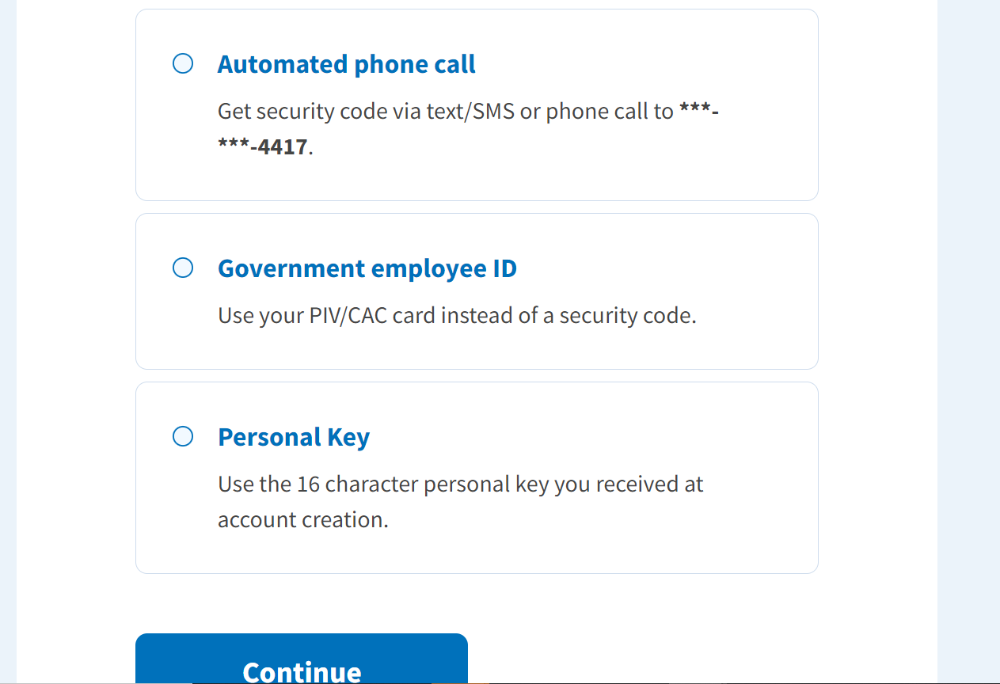 Automated phone call
Get security code via text/SMS or phone call to ***-
***-4417.
Government employee ID
Use your PIV/CAC card instead of a security code.
Personal Key
Use the 16 character personal key you received at
account creation.
Continue